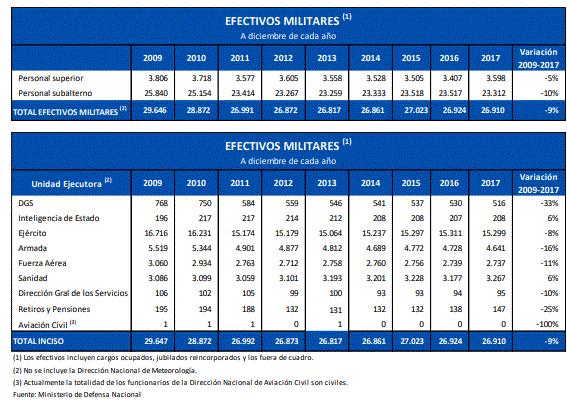 EFECTIVOS MILITARES (1)
A diciembre de cada año
2009 2010 2011 2012 2013 2014 2015 2016 2017 Variación 2009-2017
Personal superior 3.806 3.718 3.577 3.605 3.558 3.528 3.505 3.407 3.598 -5%
Personal subalterno 25.840 25.154 23.414 23.267 23.259 23.333 23.518 23.517 23.312 -10%
TOTAL EFECTIVOS MILITARES (2) 29.646 28.872 26.991 26.872 26.817 26.861 27.023 26.924 26.910 -9%
EFECTIVOS MILITARES (1)
A diciembre de cada año
Unidad Ejecutora (2) 2009 2010 2011 2012 2013 2014 2015 2016 2017 Variación 2009-2017
DGS 768 750 584 559 546 541 537 530 516 -33%
Inteligencia de Estado 196 217 217 214 212 208 208 207 208 6%
Ejército 16.716 16.231 15.174 15.179 15.064 15.237 15.297 15.311 15.299 -8%
Armada 5.519 5.344 4.901 4.877 4.812 4.689 4.772 4.728 4.641 -16%
Fuerza Aérea 3.060 2.934 2.763 2.712 2.758 2.760 2.756 2.739 2.737 -11%
Sanidad 3.086 3.099 3.059 3.101 3.193 3.201 3.228 3.177 3.267 6%
Dirección Gral de los Servicios 106 102 105 99 100 93 93 94 95 -10%
Retiros y Pensiones 195 194 188 132 131 132 132 138 147 -25%
Aviación Civil (3) 1 1 1 0 1 0 0 0 0 -100%
TOTAL INCISO 29.647 28.872 26.992 26.873 26.817 26.861 27.023 26.924 26.910 -9%
(1) Los efectivos incluyen cargos ocupados, jubilados reincorporados y los fuera de cuadro.
(2) No se incluye la Dirección Nacional de Meteorología.
(3) Actualmente la totalidad de los funcionarios de la Dirección Nacional de Aviación Civil son civiles.
Fuente: Ministerio de Defensa Nacional